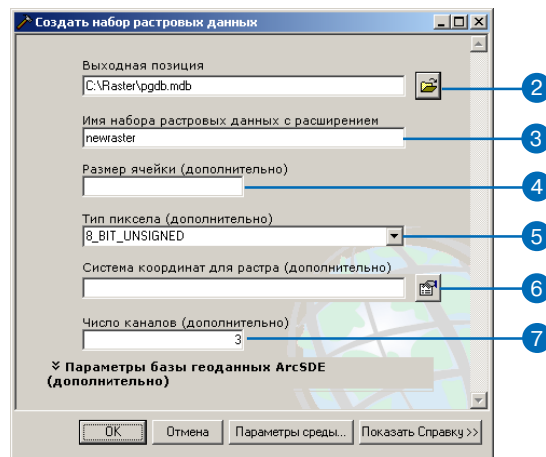 Создать набор растровых данных
Выходная позиция
C:\Raster\pgdb.mdb
2
Имя набора растровых данных с расширением
newraster
3
Размер ячейки (дополнительно)
4
Тип пиксела (дополнительно)
8_BIT_UNSIGNED
5
Система координат для растра (дополнительно)
6
Число каналов (дополнительно)
3
7
Параметры базы геоданных ArcSDE
(дополнительно)
OK Отмена Параметры среды... Показать Справку >>